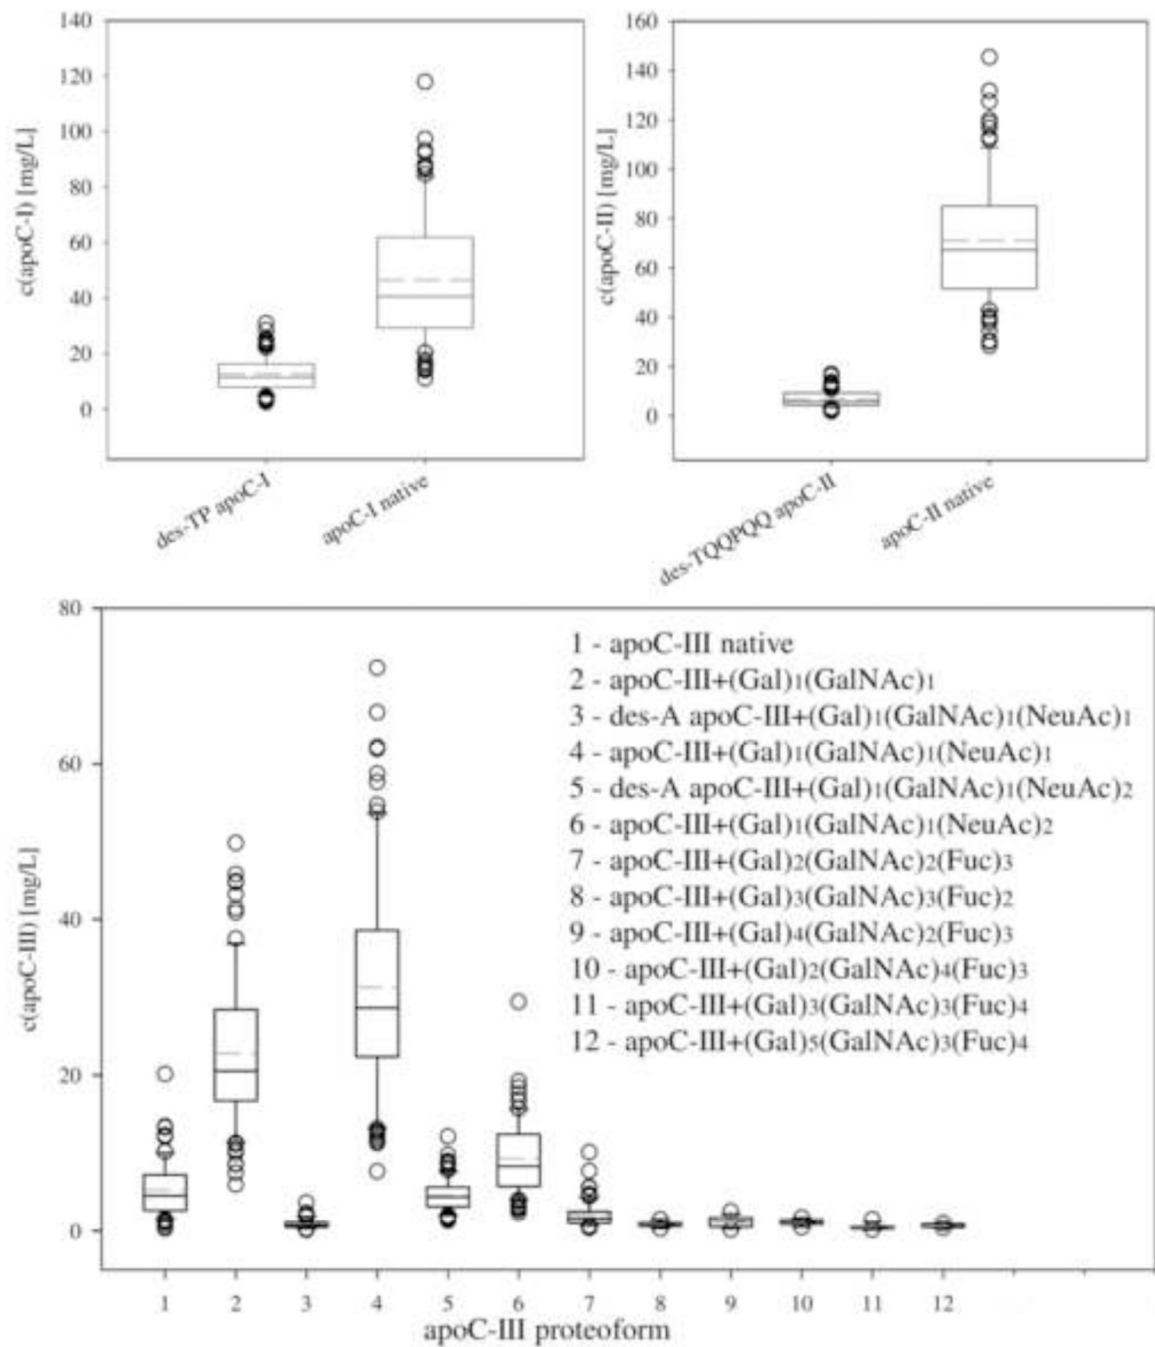 140
120
100
80
60
40
20
0
c(apoC-I) [mg/L]
des-TP apoC-I
apoC-I native
160
140
120
100
80
60
40
20
0
c(apoC-II) [mg/L]
des-TQQPQQ apoC-II
apoC-II native
80
60
40
20
0
c(apoC-III) [mg/L]
1 - apoC-III native
2 - apoC-III+(Gal)1(GalNAc)1
3 - des-A apoC-III+(Gal)1(GalNAc)1(NeuAc)1
4 - apoC-III+(Gal)1(GalNAc)1(NeuAc)1
5 - des-A apoC-III+(Gal)1(GalNAc)1(NeuAc)2
6 - apoC-III+(Gal)1(GalNAc)1(NeuAc)2
7 - apoC-III+(Gal)2(GalNAc)2(Fuc)3
8 - apoC-III+(Gal)3(GalNAc)3(Fuc)2
9 - apoC-III+(Gal)4(GalNAc)2(Fuc)3
10 - apoC-III+(Gal)2(GalNAc)4(Fuc)3
11 - apoC-III+(Gal)3(GalNAc)3(Fuc)4
12 - apoC-III+(Gal)5(GalNAc)3(Fuc)4
1 2 3 4 5 6 7 8 9 10 11 12
apoC-III proteoform